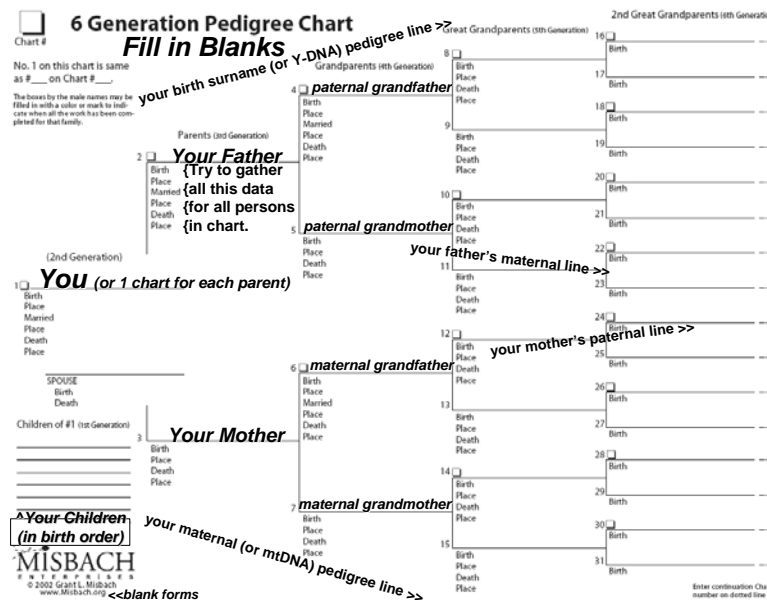 Chart #
6 Generation Pedigree Chart
Fill in Blanks
No. 1 on this chart is same
as #___ on Chart #___.
The boxes by the male names may be
filled in with a color or mark to indi-
cate when all the work has been com-
pleted for that family.
your birth surname (or Y-DNA) pedigree line >>
2nd Great Grandparents (6th Generati
Great Grandparents (5th Generation)
Grandparents (4th Generation)
Parents (3rd Generation)
(2nd Generation)
1
You (or 1 chart for each parent)
Birth
Place
Married
Place
Death
Place
SPOUSE
Birth
Death
Children of #1 (1st Generation)
^Your Children
(in birth order)
MISBACH
ENTERPRISES
© 2002 Grant L. Misbach
www.Misbach.org
<<blank forms
2
Your Father
Birth {Try to gather
Place {all this data
Married
Place {for all persons
Death
Place {in chart.
3
Your Mother
Birth
Place
Death
Place
your maternal (or mtDNA) pedigree line >>
4
paternal grandfather
Birth
Place
Married
Place
Death
Place
5
paternal grandmother
Birth
Place
Death
Place
your father's maternal line >>
6
maternal grandfather
Birth
Place
Married
Place
Death
Place
7
maternal grandmother
Birth
Place
Death
Place
your mother's paternal line >>
8
Birth
Place
Death
Place
9
Birth
Place
Death
Place
10
Birth
Place
Death
Place
11
Birth
Place
Death
Place
12
Birth
Place
Death
Place
13
Birth
Place
Death
Place
14
Birth
Place
Death
Place
15
Birth
Place
Death
Place
16
Birth
17
Birth
18
Birth
19
Birth
20
Birth
21
Birth
22
Birth
23
Birth
24
Birth
25
Birth
26
Birth
27
Birth
28
Birth
29
Birth
30
Birth
31
Birth
Enter continuation Cha
number on dotted line